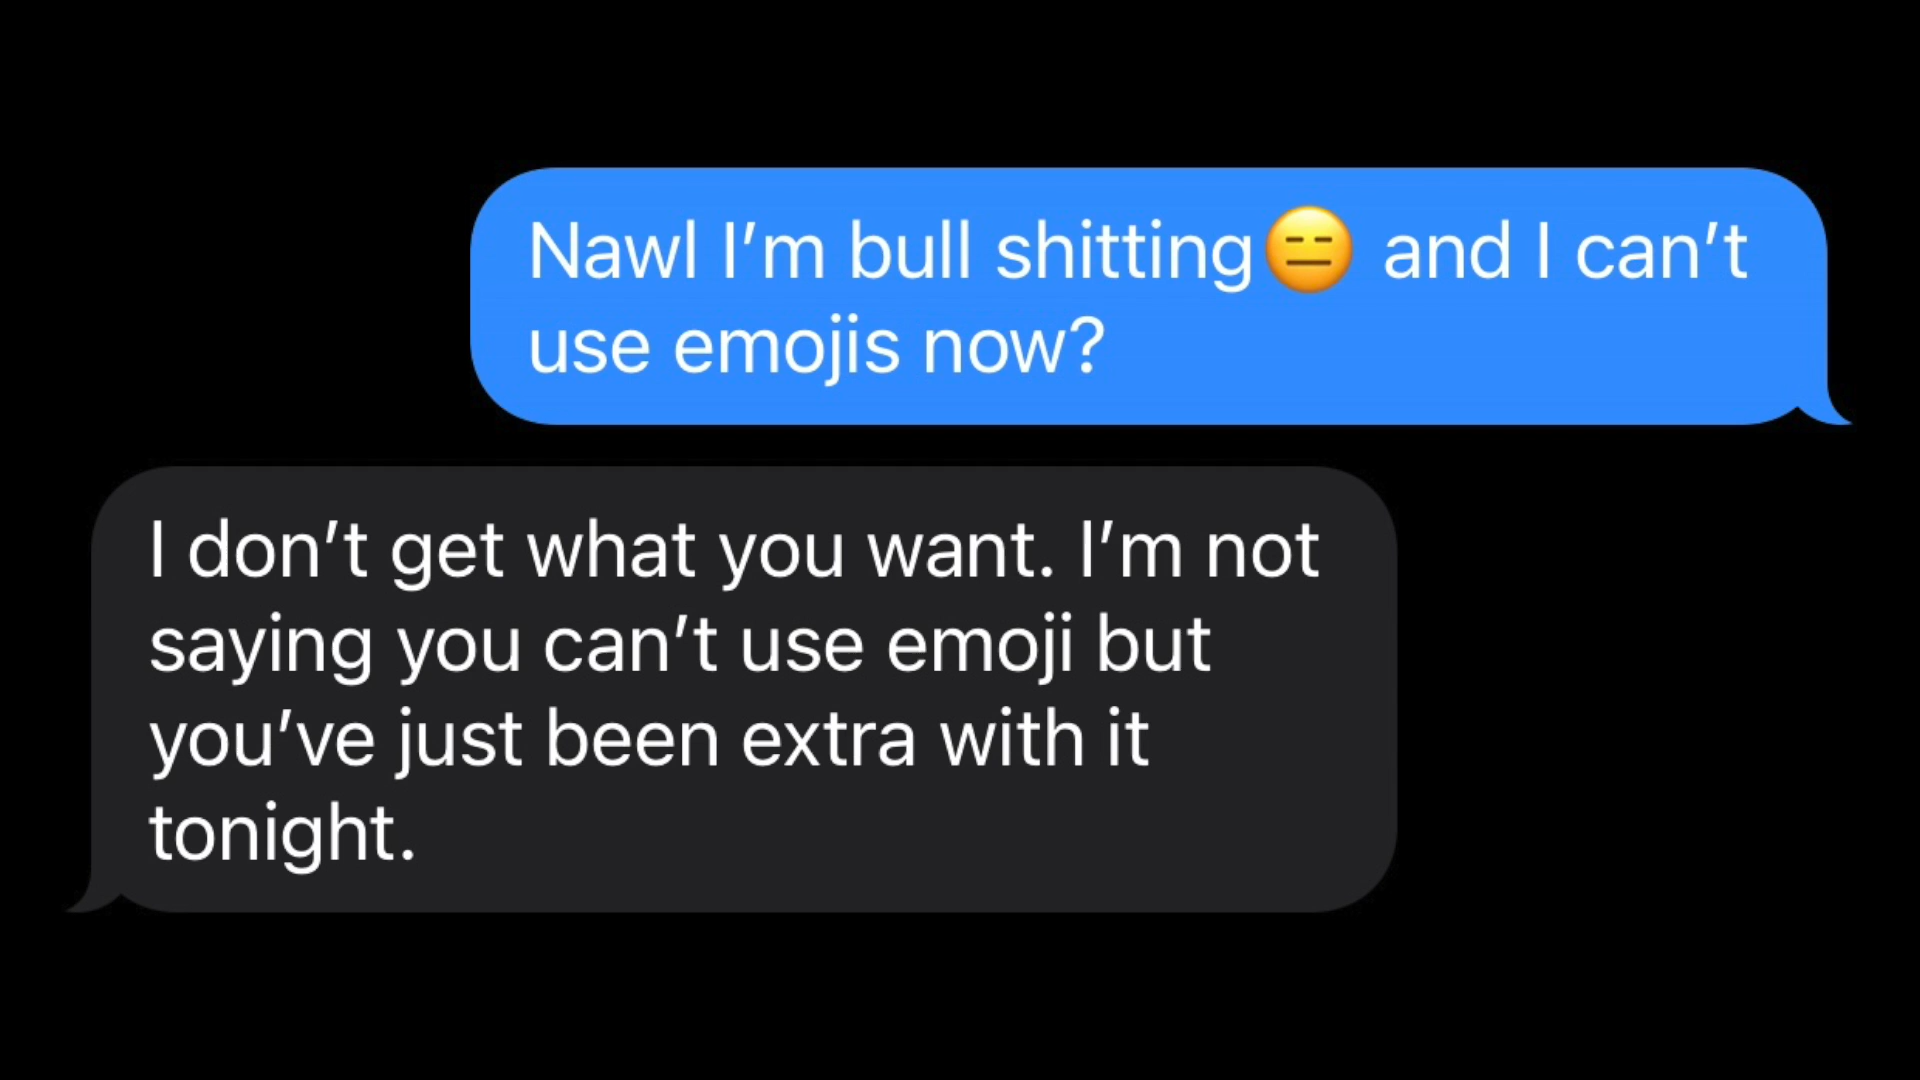 Nawl I’m bull shitting😑 and I can’t
use emojis now?
I don’t get what you want. I’m not
saying you can’t use emoji but
you’ve just been extra with it
tonight.